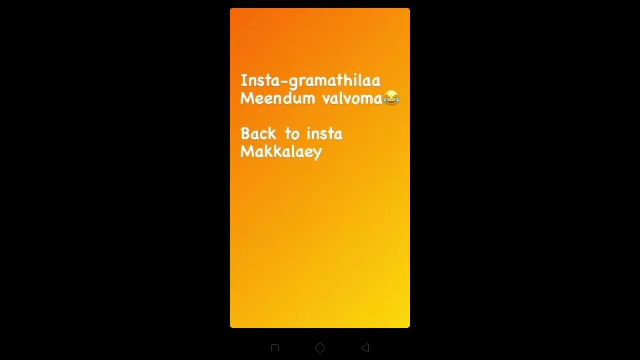 Insta-gramathilaa
Meendum valvoma😂
Back to insta
Makkalaey